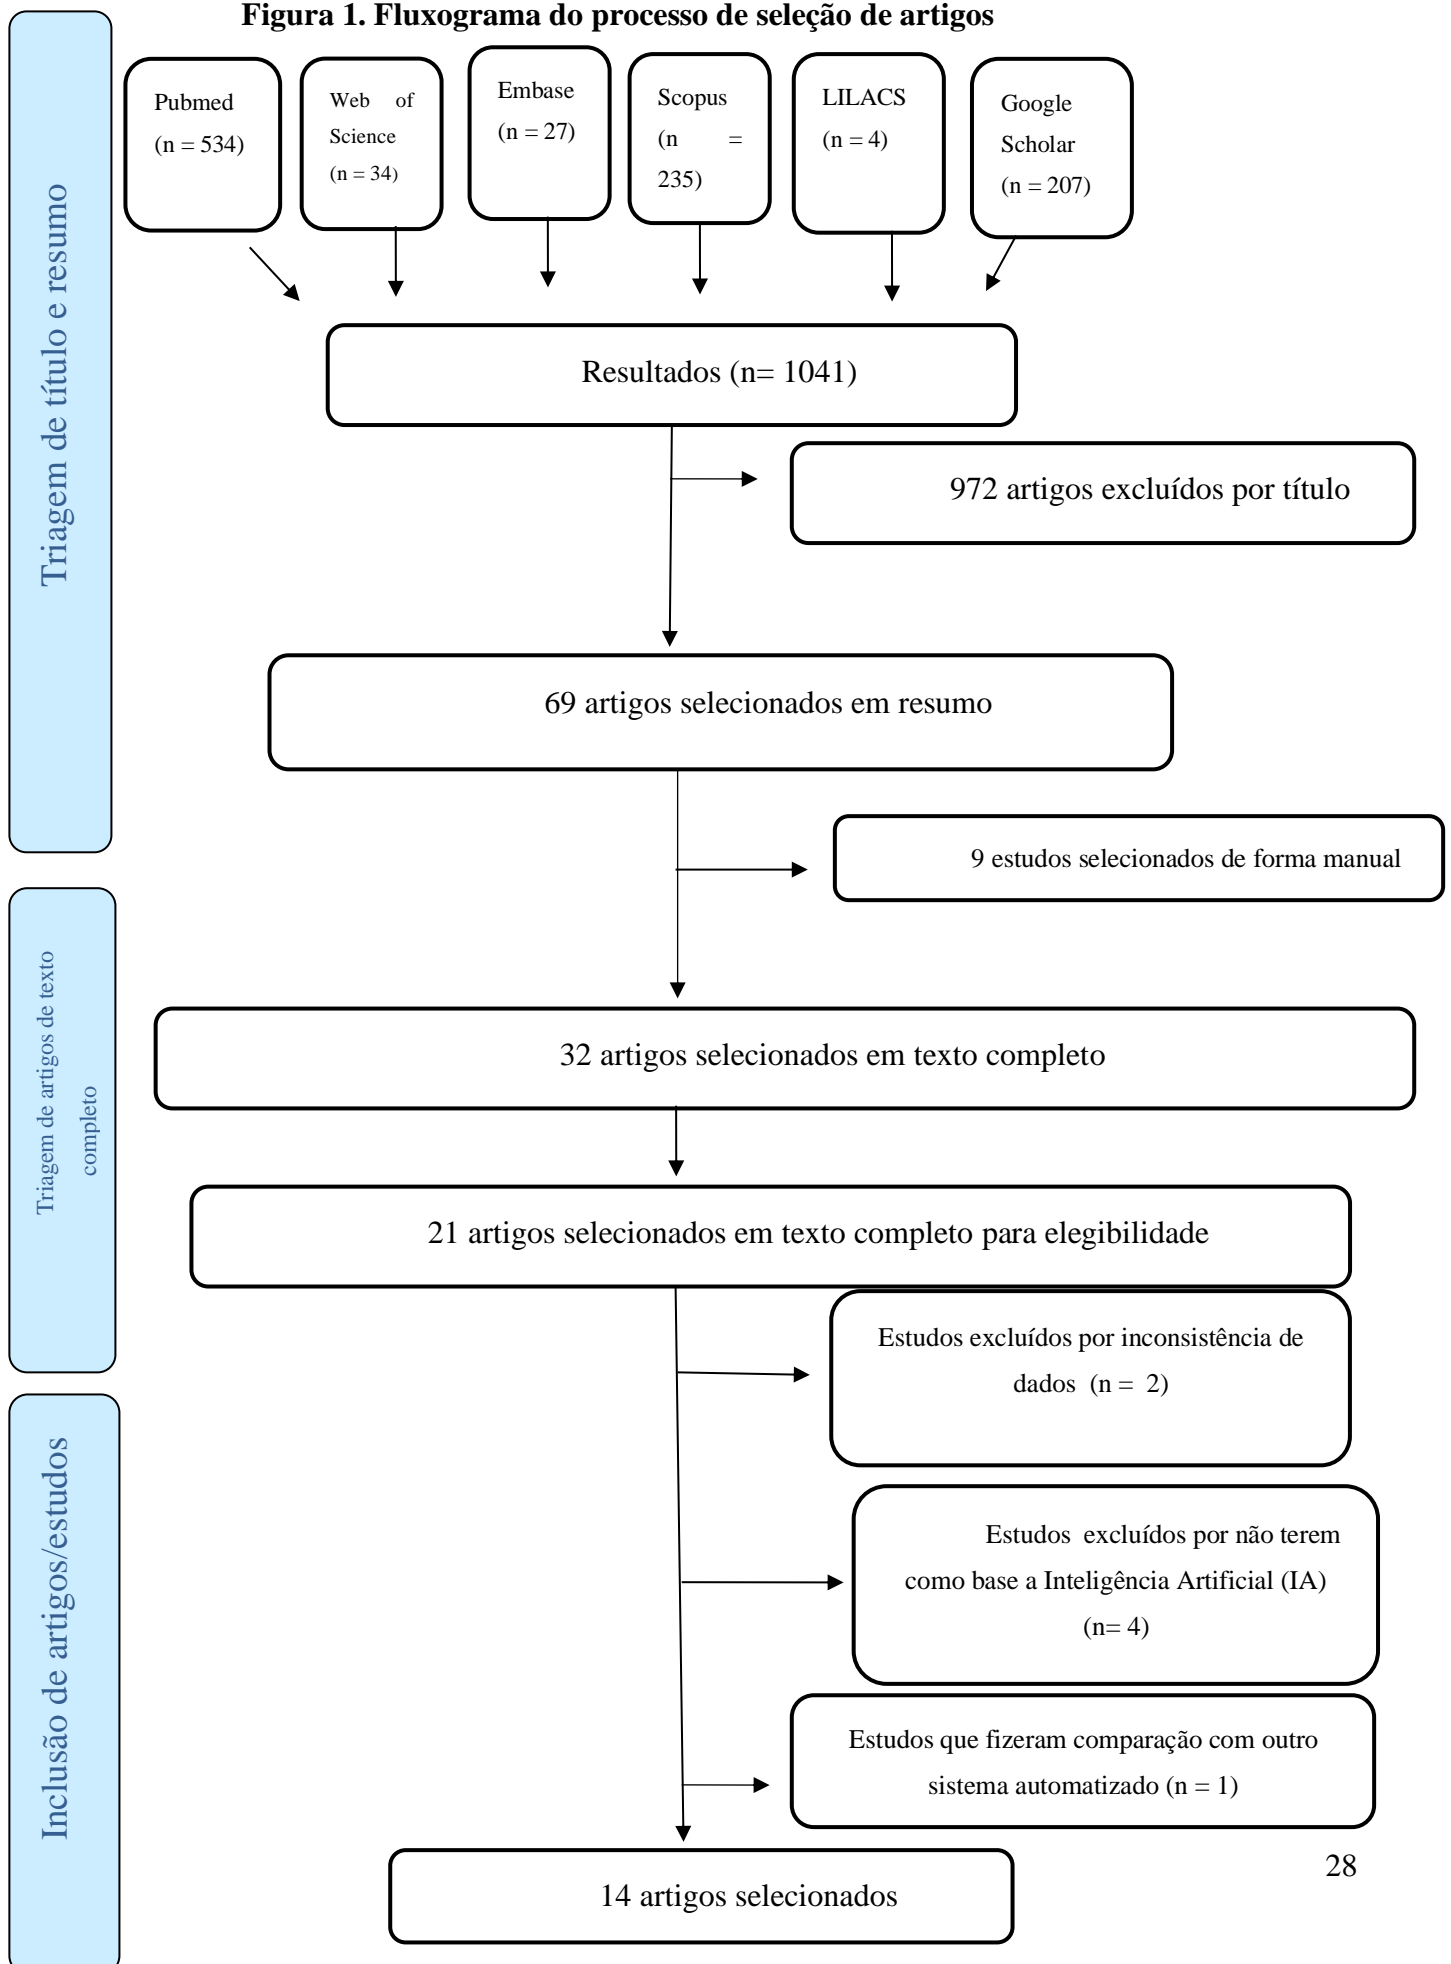 Figura 1. Fluxograma do processo de seleção de artigos
Pubmed
(n = 534)
Web of
Science
(n = 34)
Embase
(n = 27)
Scopus
(n =
235)
LILACS
(n = 4)
Google
Scholar
(n = 207)
Triagem de título e resumo
Resultados (n= 1041)
972 artigos excluídos por título
69 artigos selecionados em resumo
9 estudos selecionados de forma manual
Triagem de artigos de texto
completo
32 artigos selecionados em texto completo
21 artigos selecionados em texto completo para elegibilidade
Estudos excluídos por inconsistência de
dados (n = 2)
Inclusão de artigos/estudos
Estudos excluídos por não terem
como base a Inteligência Artificial (IA)
(n= 4)
Estudos que fizeram comparação com outro
sistema automatizado (n = 1)
14 artigos selecionados
28